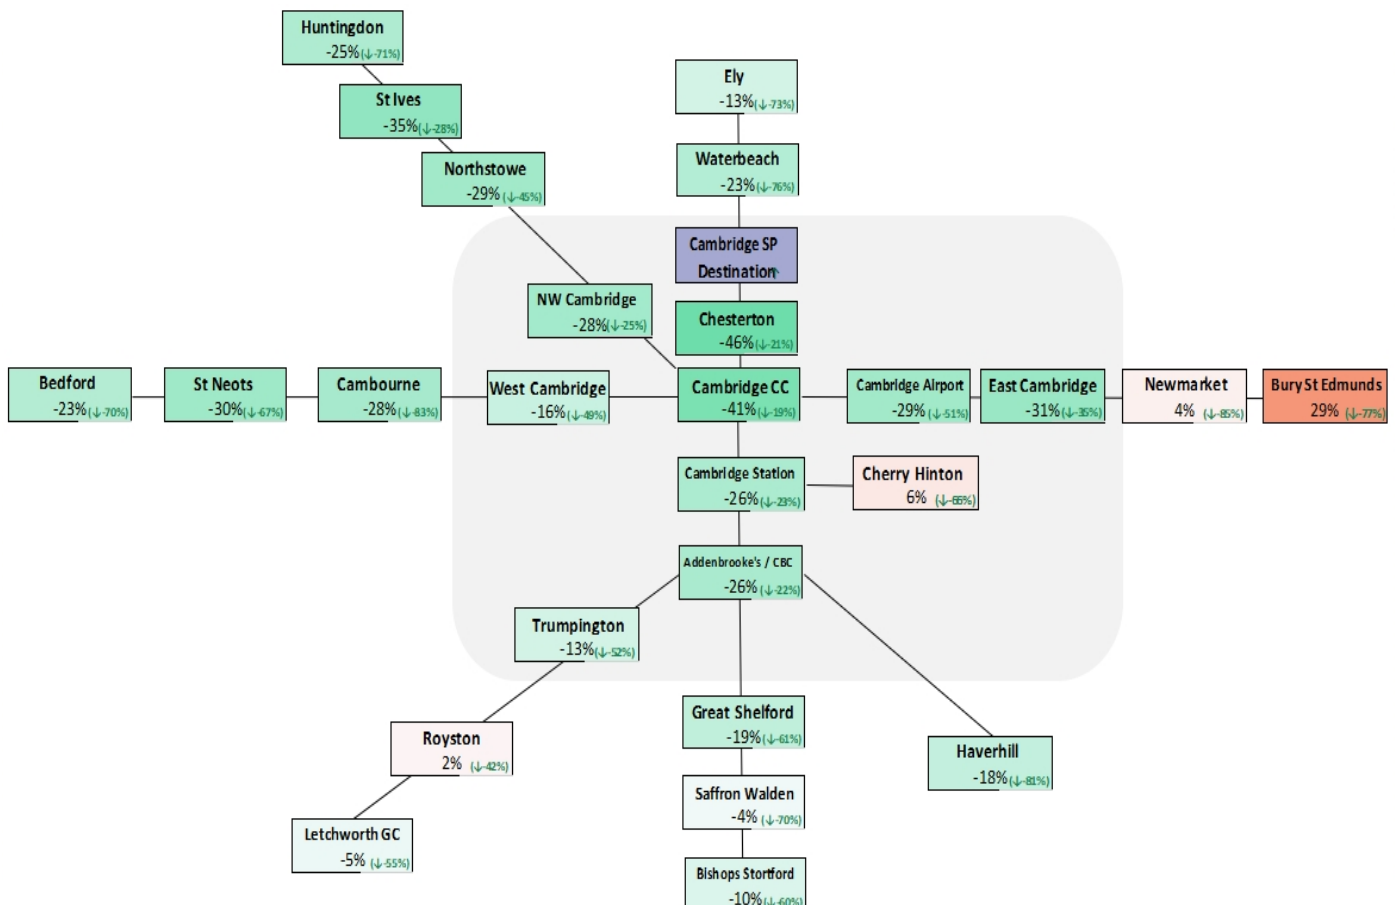 Huntingdon
-25%(↓-71%)
Ely
-13%(↓-73%)
St Ives
-35%(↓-28%)
Waterbeach
-23%(↓-76%)
Northstowe
-29%(↓-45%)
Cambridge SP
Destination↑
NW Cambridge
-28%(↓-25%)
Chesterton
-46%(↓-21%)
Bedford
-23%(↓-70%)
St Neots
-30%(↓-67%)
Cambourne
-28%(↓-83%)
West Cambridge
-16%(↓-49%)
Cambridge CC
-41%(↓-19%)
Cambridge Airport
-29%(↓-51%)
East Cambridge
-31%(↓-35%)
Newmarket
4% (↓-85%)
Bury St Edmunds
29% (↓-77%)
Cambridge Station
-26%(↓-23%)
Cherry Hinton
6% (↓-66%)
Addenbrooke's / CBC
-26%(↓-22%)
Trumpington
-13%(↓-52%)
Great Shelford
-19%(↓-61%)
Royston
2% (↓-42%)
Haverhill
-18%(↓-81%)
Saffron Walden
-4% (↓-70%)
Letchworth GC
-5% (↓-55%)
Bishops Stortford
-10%(↓-60%)